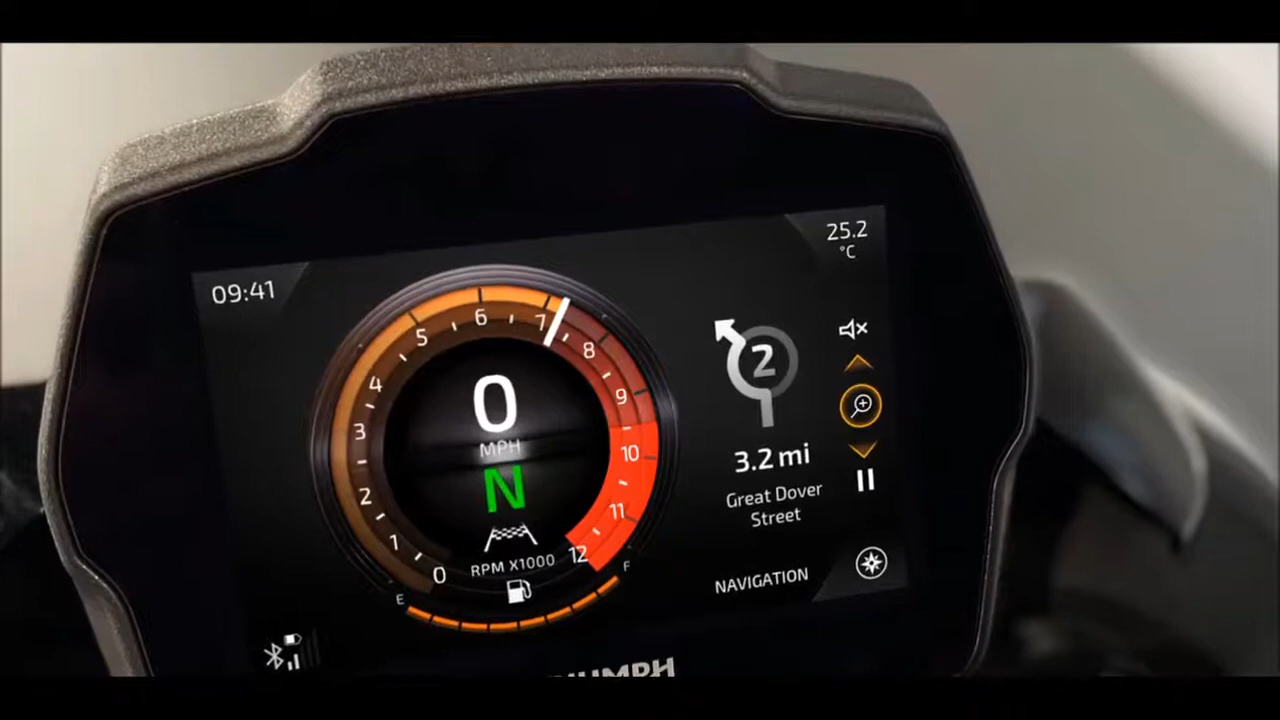 09:41
25.2
°C
0
1
2
3
4
5
6
7
8
9
10
11
12
0
MPH
N
RPM X1000
E
F
2
3.2 mi
Great Dover
Street
NAVIGATION